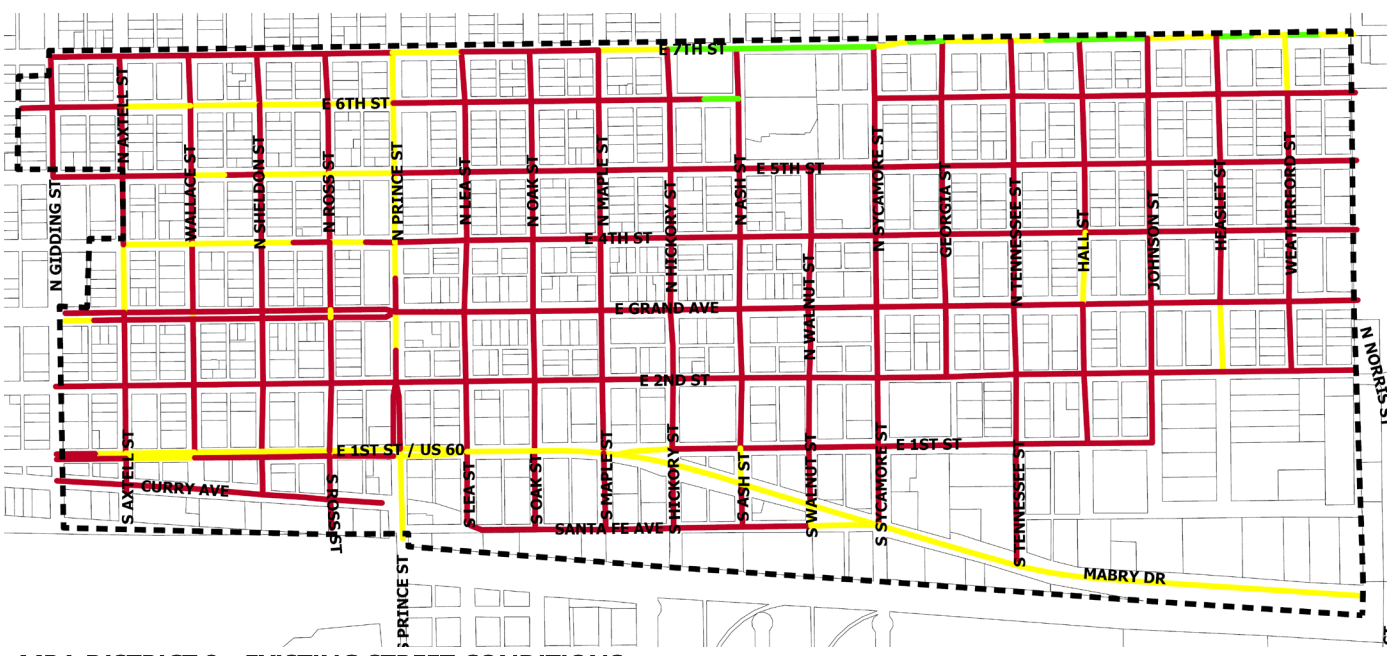 E 7TH ST
E 6TH ST
E 5TH ST
E 4TH ST
E GRAND AVE
E 2ND ST
E 1ST ST / US 60
E 1ST ST
CURRY AVE
SANTA FE AVE
MABRY DR
N GIDDING ST
N AXTELL ST
WALLACE ST
N SHELDON ST
N ROSS ST
N PRINCE ST
N LEA ST
N OAK ST
N MAPLE ST
N HICKORY ST
N ASH ST
N WALNUT ST
N SYCAMORE ST
GEORGIA ST
N TENNESSEE ST
HALL ST
JOHNSON ST
HEASLET ST
WEATHERFORD ST
N NORRIS ST
S AXTELL ST
S ROSS ST
S PRINCE ST
S LEA ST
S OAK ST
S MAPLE ST
S HICKORY ST
S ASH ST
S WALNUT ST
S SYCAMORE ST
S TENNESSEE ST